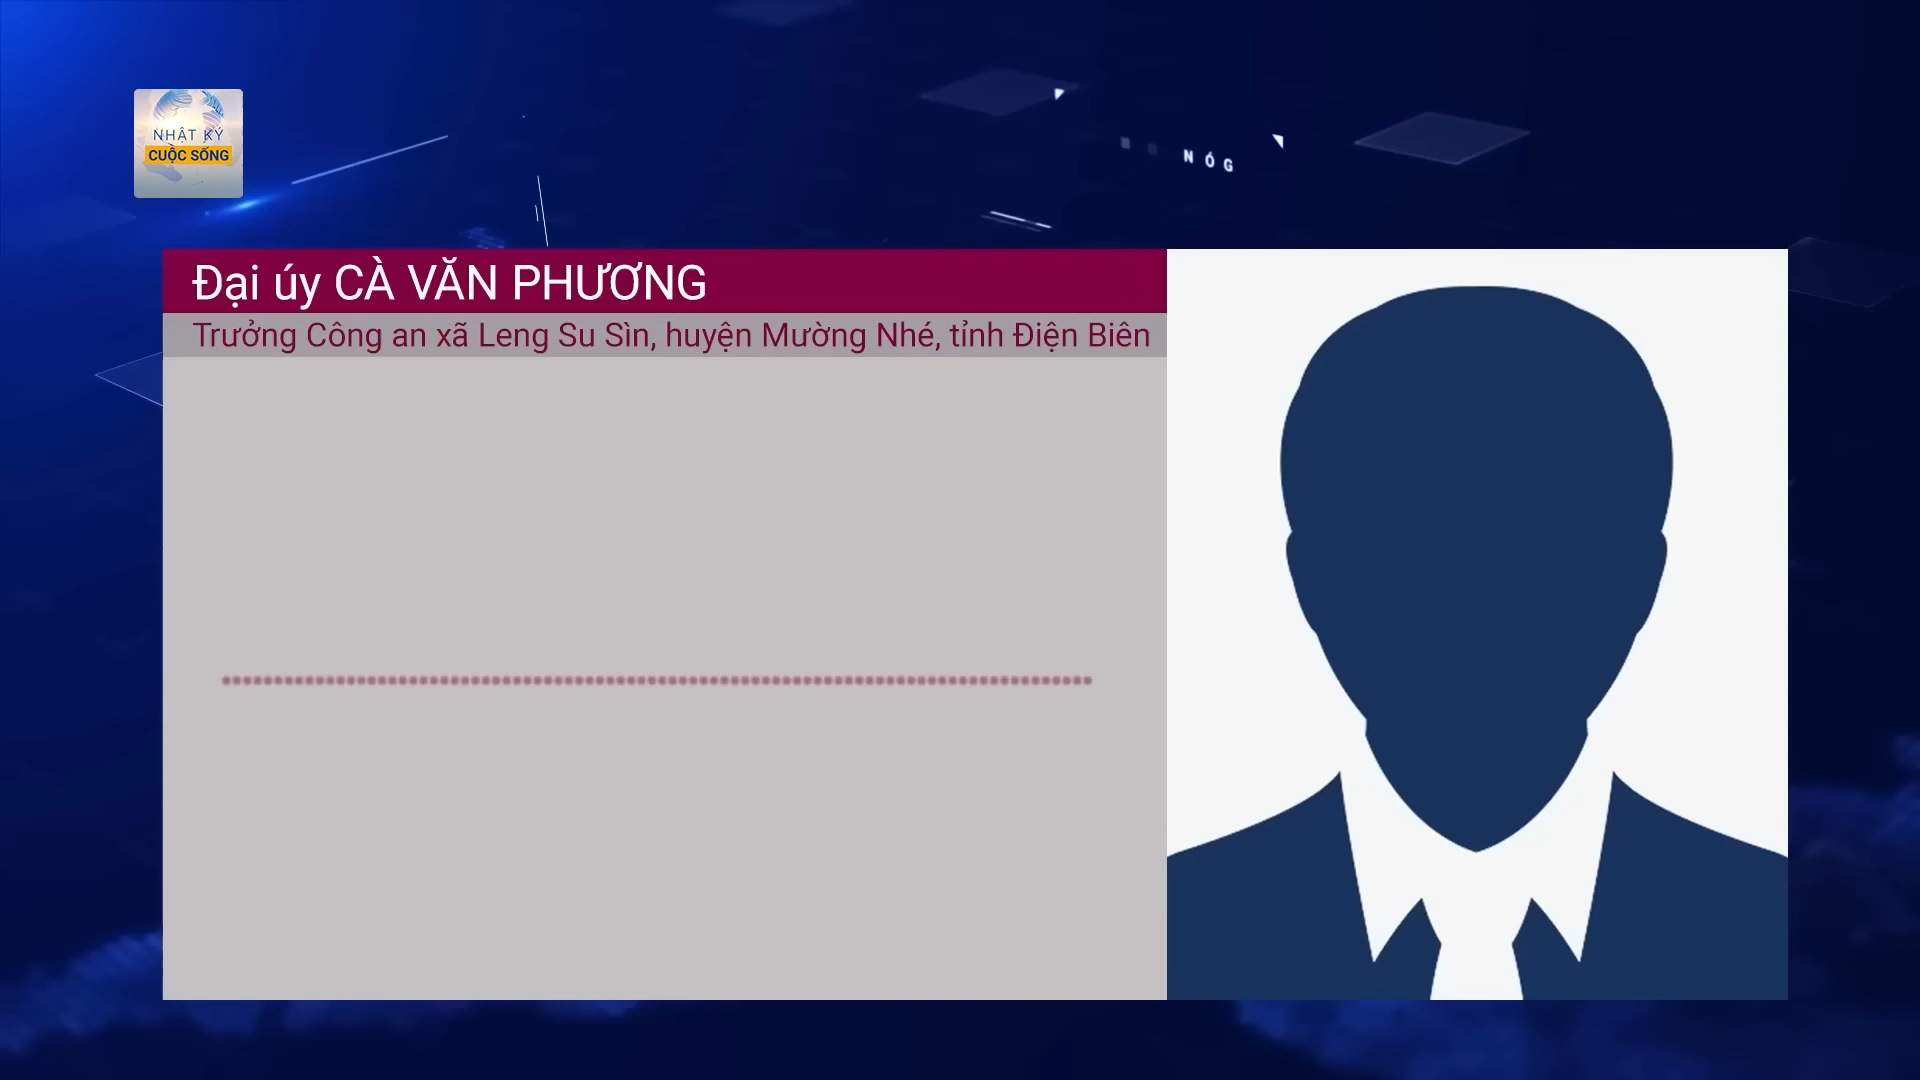 NHẬT KÝ
CUỘC SỐNG
N Ó G
Đại úy CÀ VĂN PHƯƠNG
Trưởng Công an xã Leng Su Sìn, huyện Mường Nhé, tỉnh Điện Biên